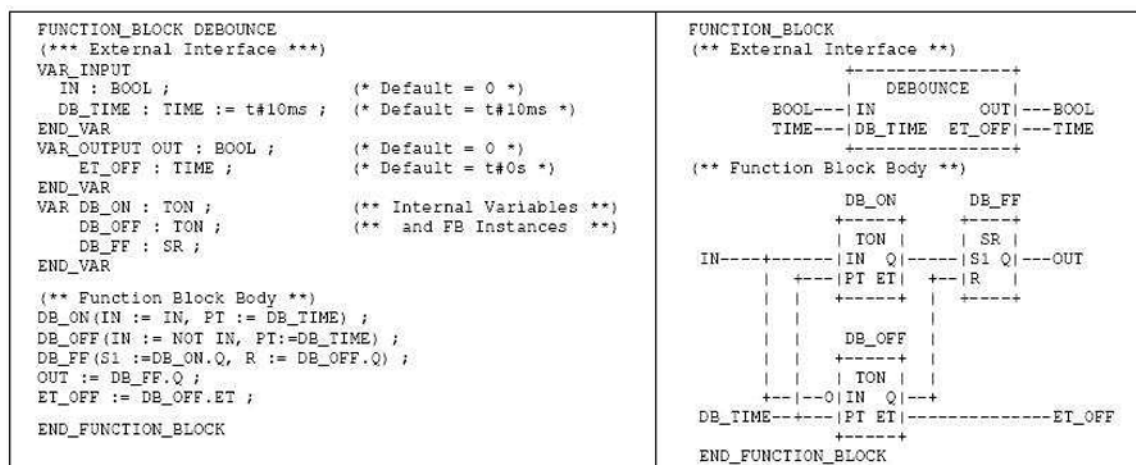 FUNCTION_BLOCK DEBOUNCE
(*** External Interface ***)
VAR_INPUT
  IN : BOOL ;               (* Default = 0 *)
  DB_TIME : TIME := t#10ms ;  (* Default = t#10ms *)
END_VAR
VAR_OUTPUT OUT : BOOL ;     (* Default = 0 *)
    ET_OFF : TIME ;         (* Default = t#0s *)
END_VAR
VAR DB_ON : TON ;           (** Internal Variables **)
    DB_OFF : TON ;          (**  and FB Instances  **)
    DB_FF : SR ;
END_VAR
(** Function Block Body **)
DB_ON(IN := IN, PT := DB_TIME) ;
DB_OFF(IN := NOT IN, PT:=DB_TIME) ;
DB_FF(S1 :=DB_ON.Q, R := DB_OFF.Q) ;
OUT := DB_FF.Q ;
ET_OFF := DB_OFF.ET ;
END_FUNCTION_BLOCK
FUNCTION_BLOCK
(** External Interface **)
             +----------------+
             |    DEBOUNCE    |
     BOOL---|IN          OUT|---BOOL
     TIME---|DB_TIME  ET_OFF|---TIME
             +----------------+
(** Function Block Body **)
            DB_ON       DB_FF
           +-----+     +-----+
           | TON |     | SR  |
IN----+------|IN  Q|-----|S1 Q|---OUT
      |  +---|PT ET|  +--|R    |
      |  |   +-----+  |  +-----+
      |  |            |
      |  |   DB_OFF   |
      |  |   +-----+  |
      |  |   | TON |  |
      +--|--O|IN  Q|--+
DB_TIME--+---|PT ET|--------------ET_OFF
             +-----+
END_FUNCTION_BLOCK